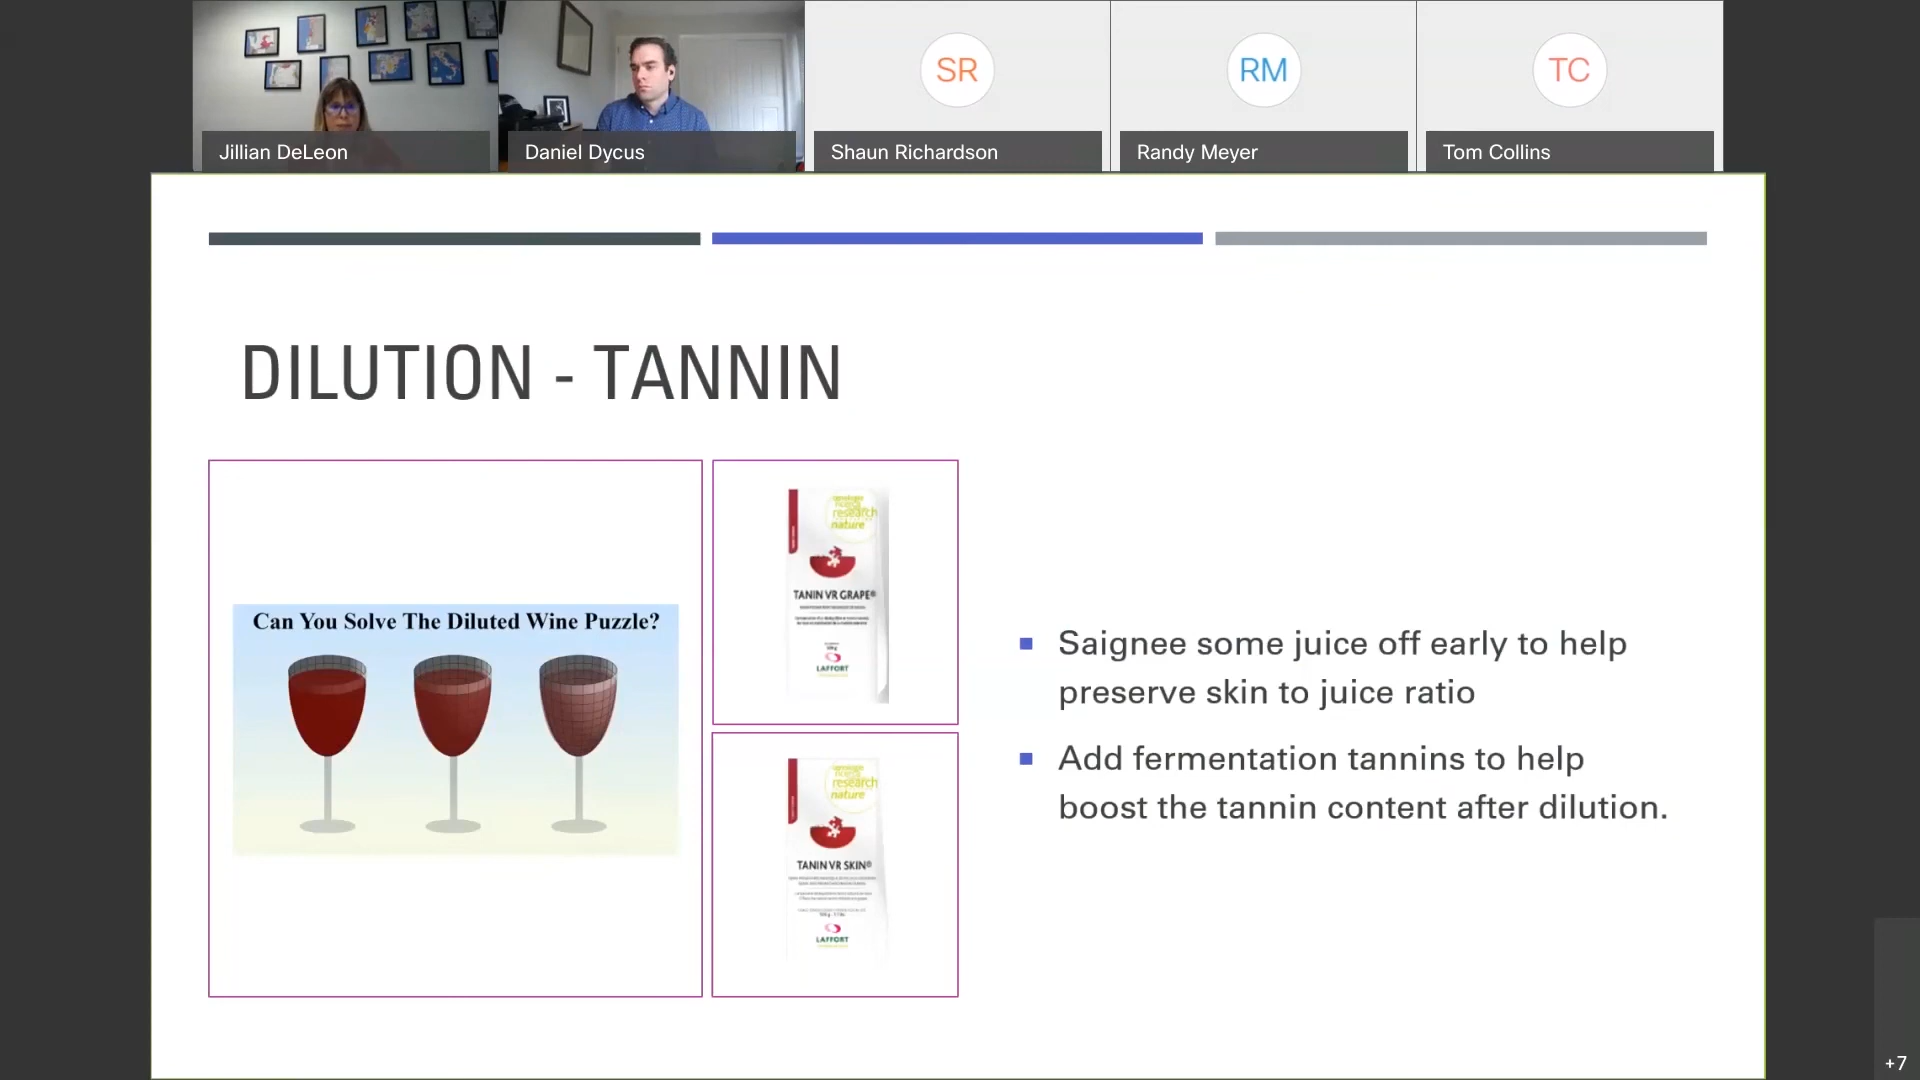 SR
RM
TC
Jillian DeLeon
Daniel Dycus
Shaun Richardson
Randy Meyer
Tom Collins
DILUTION - TANNIN
Can You Solve The Diluted Wine Puzzle?
research
nature
TANIN VR GRAPE®
LAFFORT
research
nature
TANIN VR SKIN®
LAFFORT
Saignee some juice off early to help
preserve skin to juice ratio
Add fermentation tannins to help
boost the tannin content after dilution.
+7